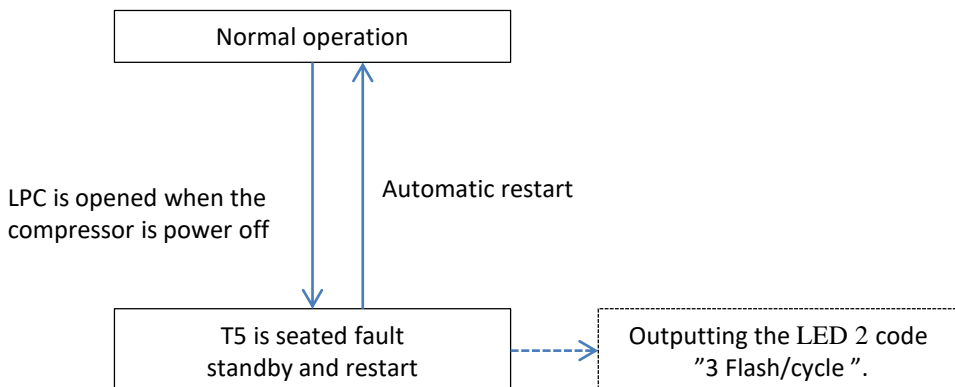 Normal operation
LPC is opened when the
compressor is power off
Automatic restart
T5 is seated fault
standby and restart
Outputting the LED 2 code
”3 Flash/cycle ”.